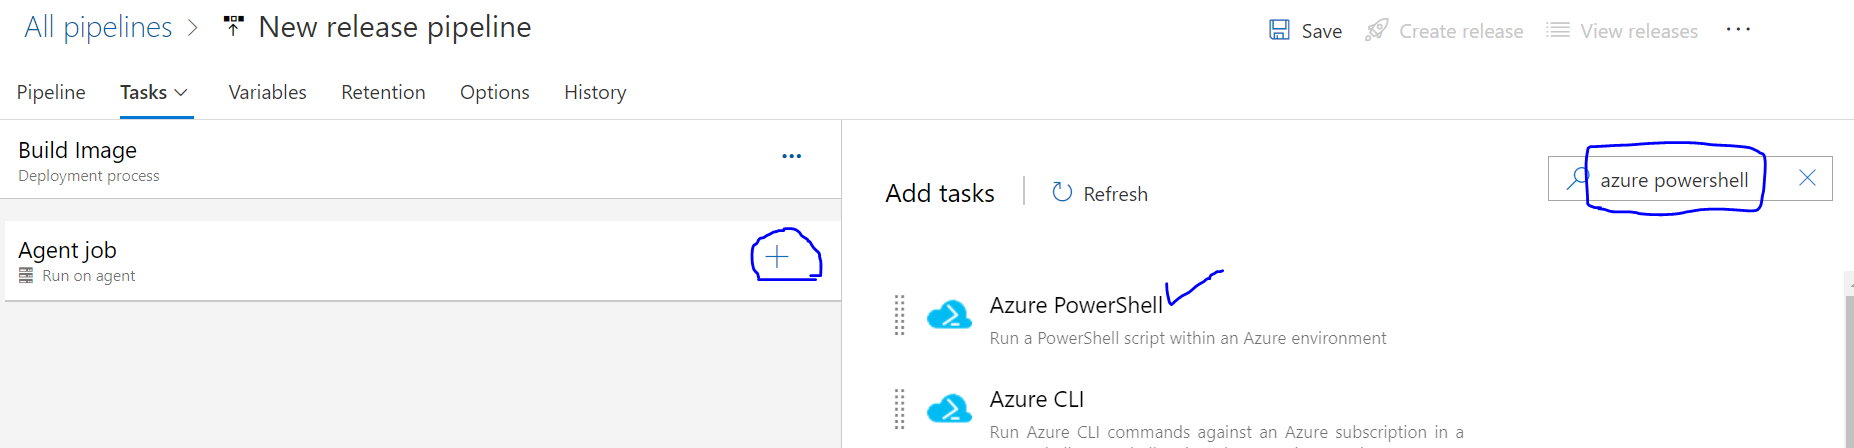 All pipelines > New release pipeline
Save Create release View releases ...
Pipeline Tasks Variables Retention Options History
Build Image
Deployment process
Agent job
Run on agent
Add tasks Refresh
azure powershell
Azure PowerShell
Run a PowerShell script within an Azure environment
Azure CLI
Run Azure CLI commands against an Azure subscription in a